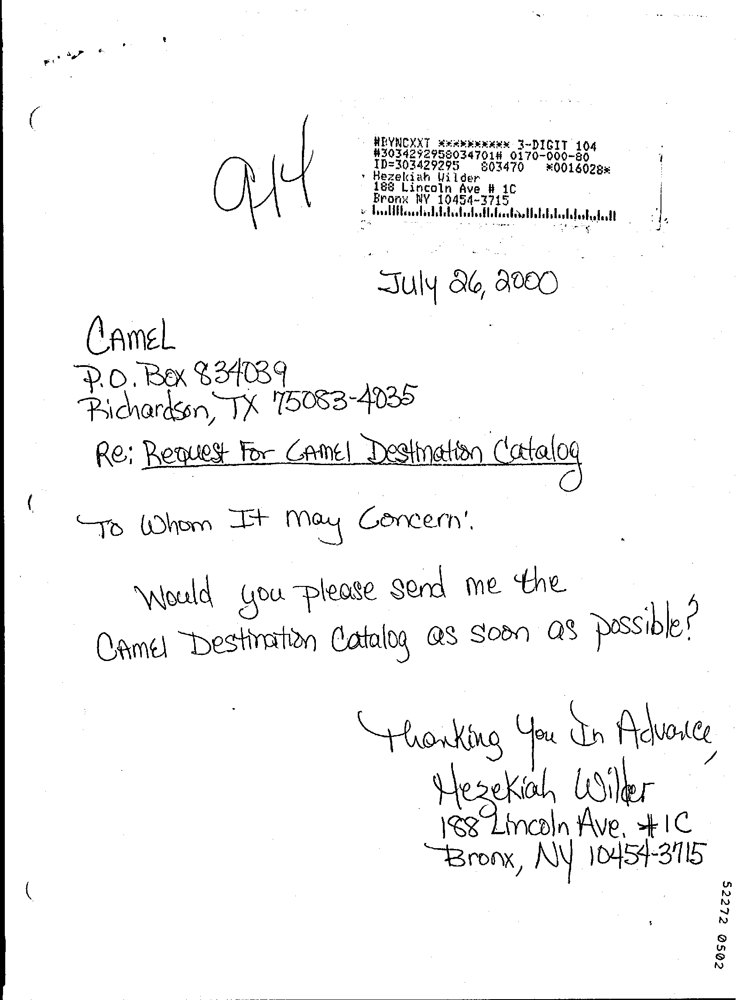 914
#BYNCXXT ********** 3-DIGIT 104
#3034292958034701# 0170-000-80
ID=303429295 803470 *0016028*
Hezekiah Wilder
188 Lincoln Ave # 1C
Bronx NY 10454-3715
July 26, 2000
CAMEL
P.O. Box 834039
Richardson, TX 75083-4035
Re: Request For CAMEL Destination Catalog
To Whom It May Concern:
Would you please send me the
CAMEl Destination Catalog as soon as possible?
Thanking You In Advance,
Hezekiah Wilder
188 Lincoln Ave. #1C
Bronx, NY 10454-3715
52272 0502